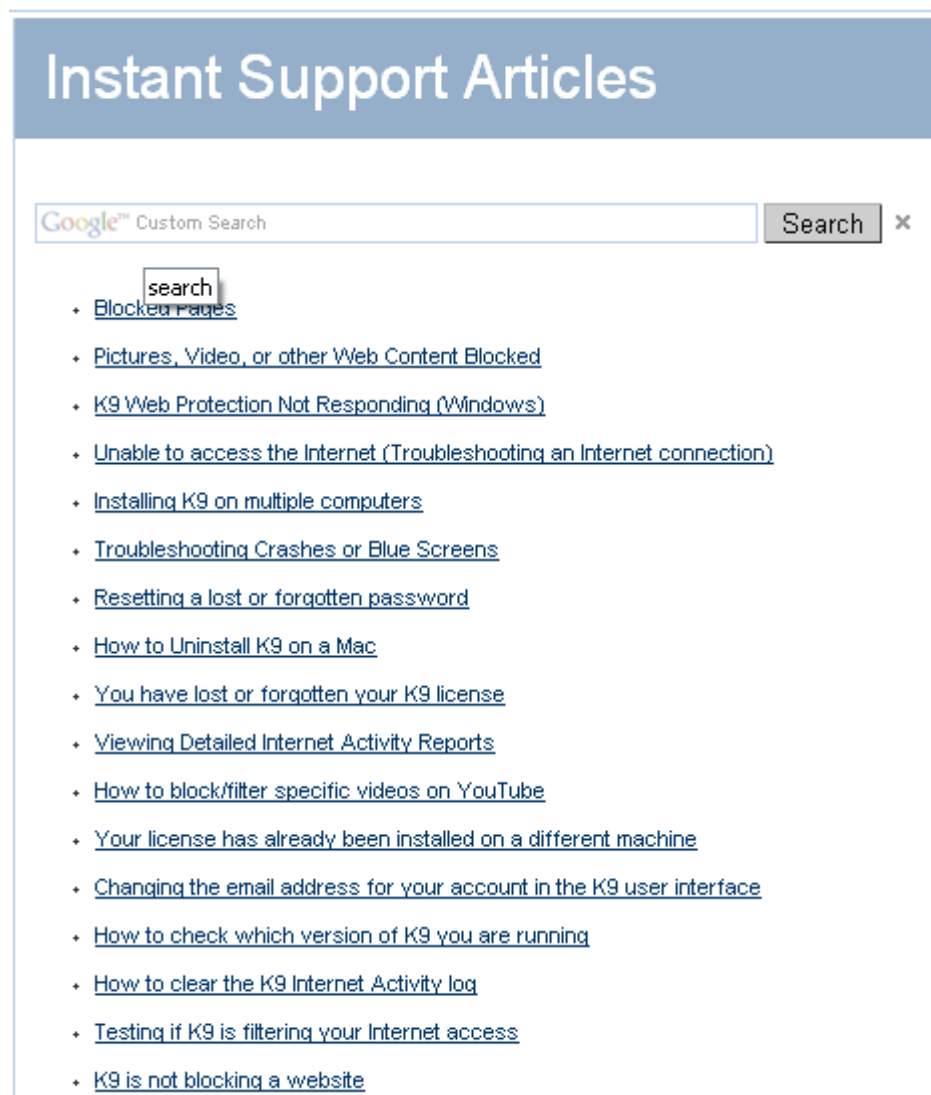 Instant Support Articles
Google™ Custom Search Search ×
search
Blocked Pages
Pictures, Video, or other Web Content Blocked
K9 Web Protection Not Responding (Windows)
Unable to access the Internet (Troubleshooting an Internet connection)
Installing K9 on multiple computers
Troubleshooting Crashes or Blue Screens
Resetting a lost or forgotten password
How to Uninstall K9 on a Mac
You have lost or forgotten your K9 license
Viewing Detailed Internet Activity Reports
How to block/filter specific videos on YouTube
Your license has already been installed on a different machine
Changing the email address for your account in the K9 user interface
How to check which version of K9 you are running
How to clear the K9 Internet Activity log
Testing if K9 is filtering your Internet access
K9 is not blocking a website